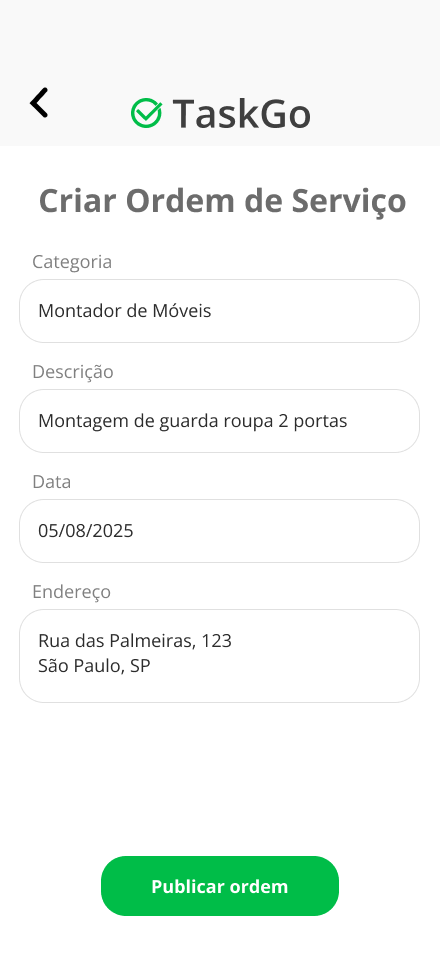 TaskGo
Criar Ordem de Serviço
Categoria
Montador de Móveis
Descrição
Montagem de guarda roupa 2 portas
Data
05/08/2025
Endereço
Rua das Palmeiras, 123
São Paulo, SP
Publicar ordem